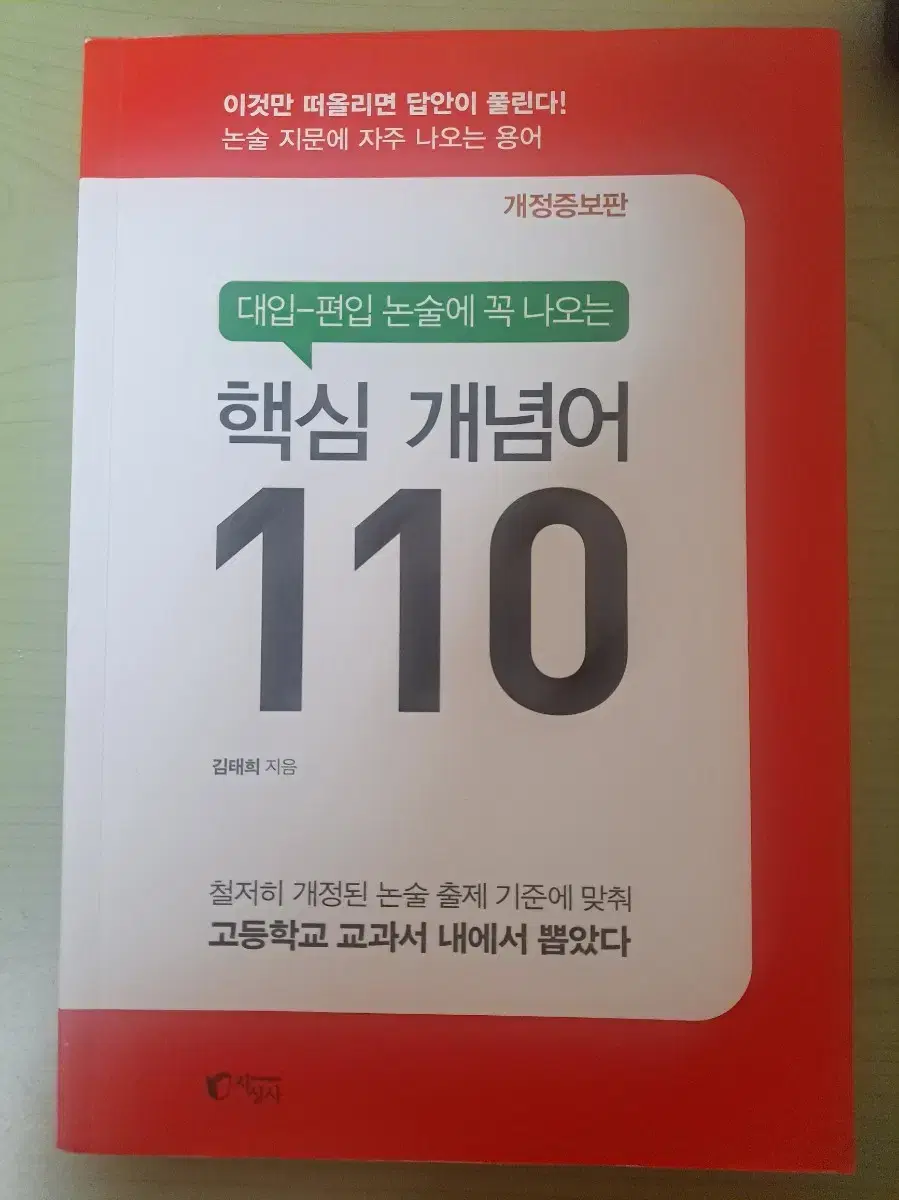 이것만 떠올리면 답안이 풀린다!
논술 지문에 자주 나오는 용어
개정증보판
대입-편입 논술에 꼭 나오는
핵심 개념어
110
김태희 지음
철저히 개정된 논술 출제 기준에 맞춰
고등학교 교과서 내에서 뽑았다